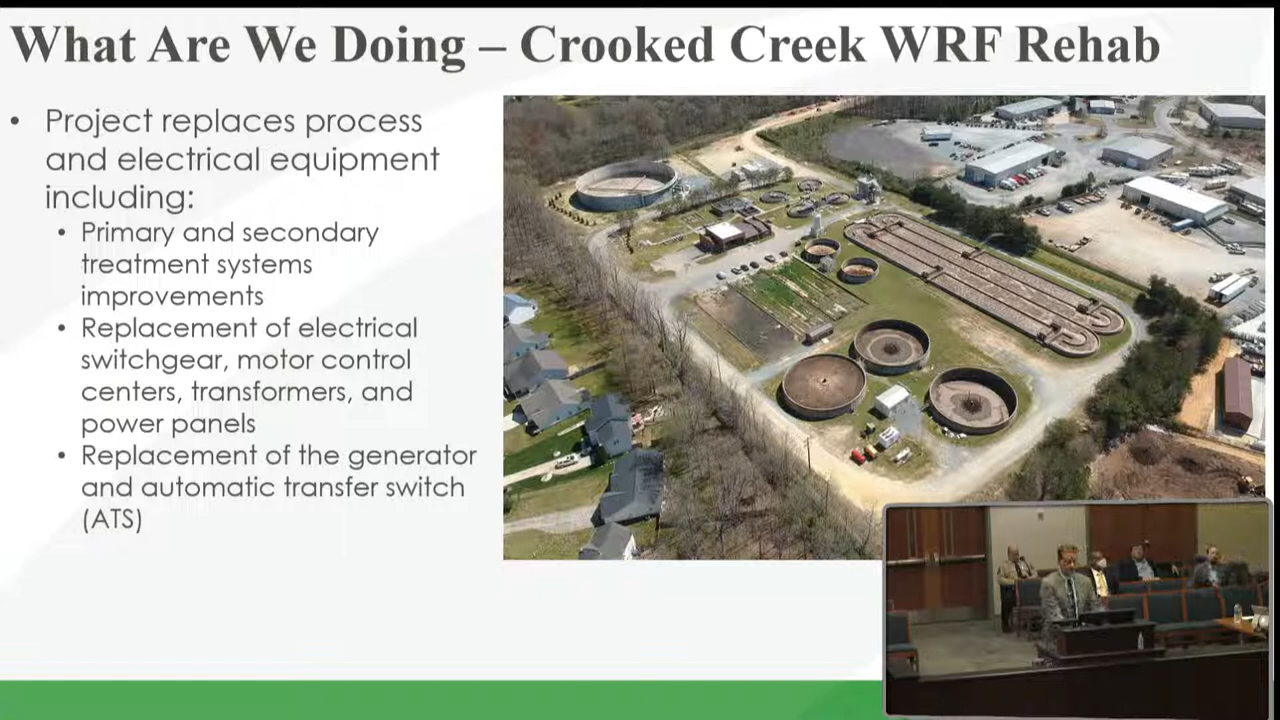 What Are We Doing – Crooked Creek WRF Rehab
• Project replaces process
and electrical equipment
including:
• Primary and secondary
treatment systems
improvements
• Replacement of electrical
switchgear, motor control
centers, transformers, and
power panels
• Replacement of the generator
and automatic transfer switch
(ATS)